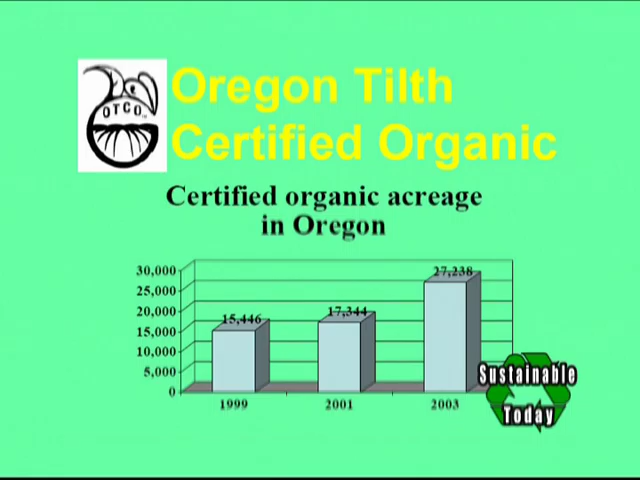 Oregon Tilth
OTCO
Certified Organic
Certified organic acreage
in Oregon
30,000
25,000
20,000
15,000
10,000
5,000
0
15,446
17,344
27,238
1999
2001
2003
Sustainable
Today